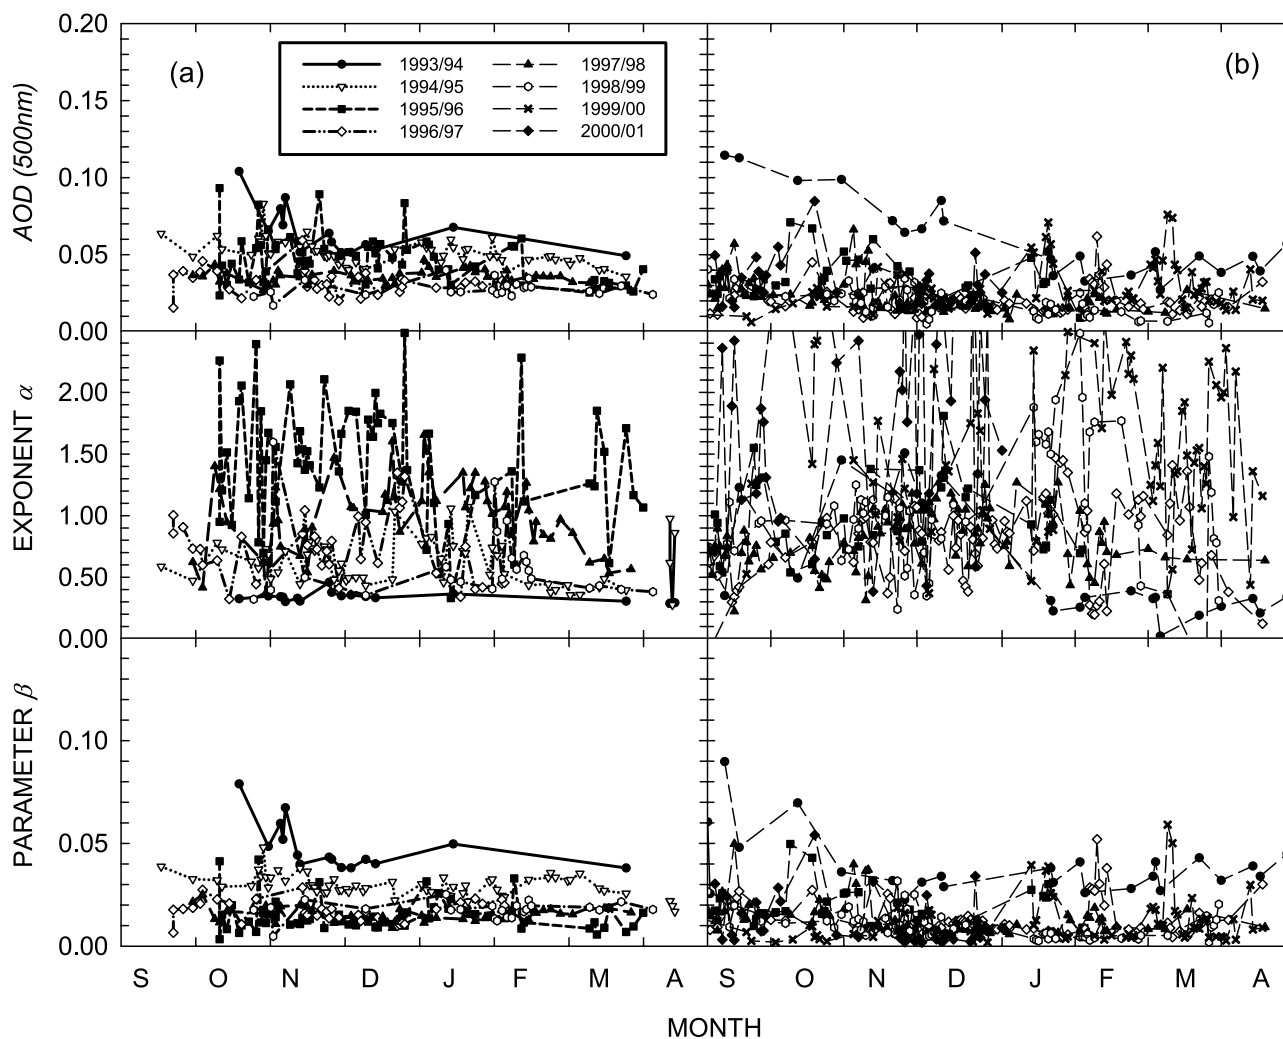 0.20
0.15
0.10
0.05
0.00
AOD (500nm)
(a)
1993/94
1994/95
1995/96
1996/97
1997/98
1998/99
1999/00
2000/01
(b)
2.00
1.50
1.00
0.50
0.00
EXPONENT α
0.10
0.05
0.00
PARAMETER β
S O N D J F M A
S O N D J F M A
MONTH